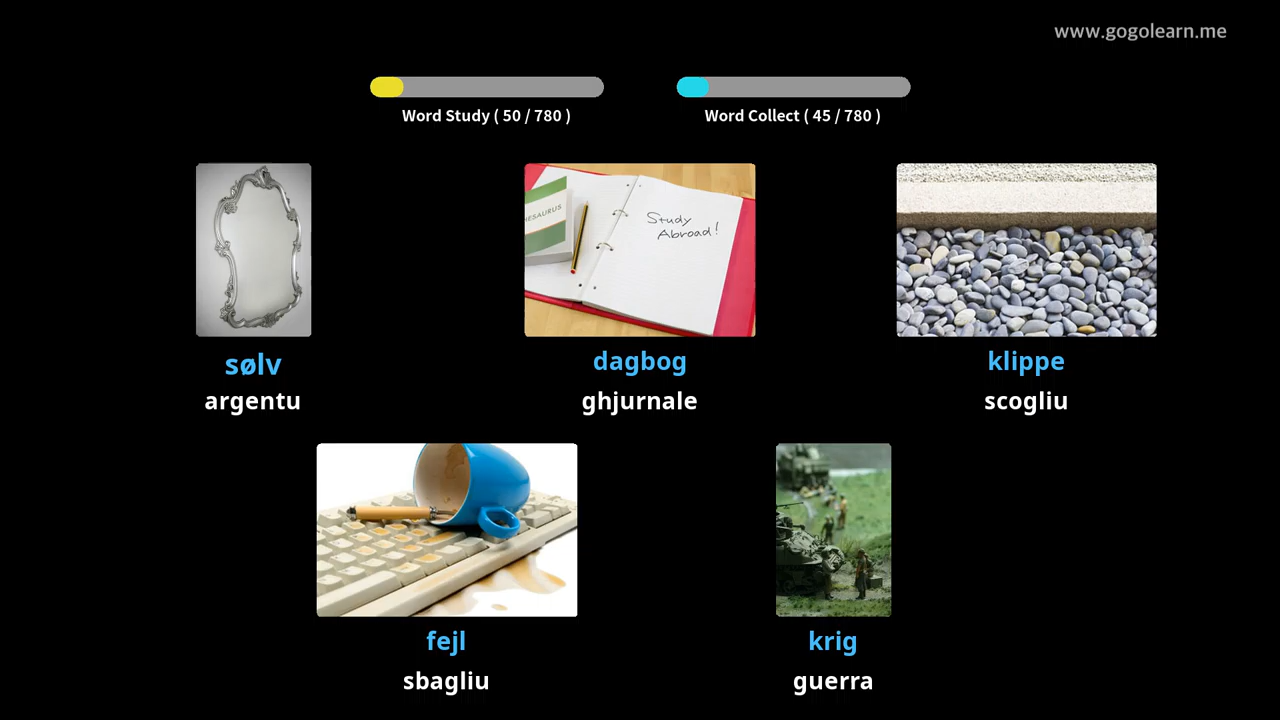 www.gogolearn.me
Word Study ( 50 / 780 )
Word Collect ( 45 / 780 )
THESAURUS
Study
Abroad!
sølv
argentu
dagbog
ghjurnale
klippe
scogliu
fejl
sbagliu
krig
guerra